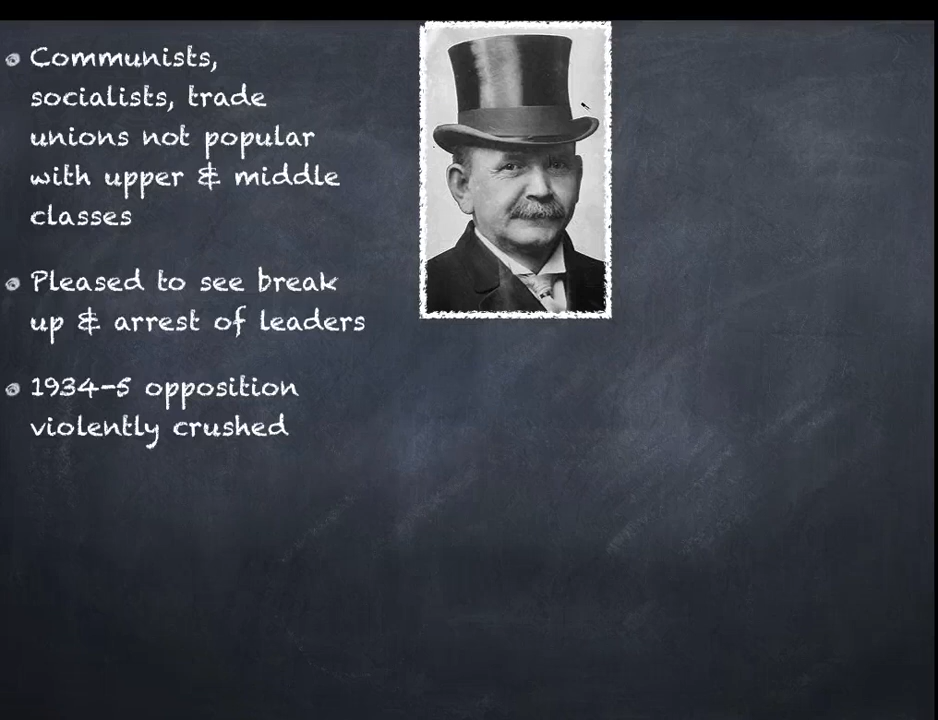 Communists,
socialists, trade
unions not popular
with upper & middle
classes
Pleased to see break
up & arrest of leaders
1934-5 opposition
violently crushed